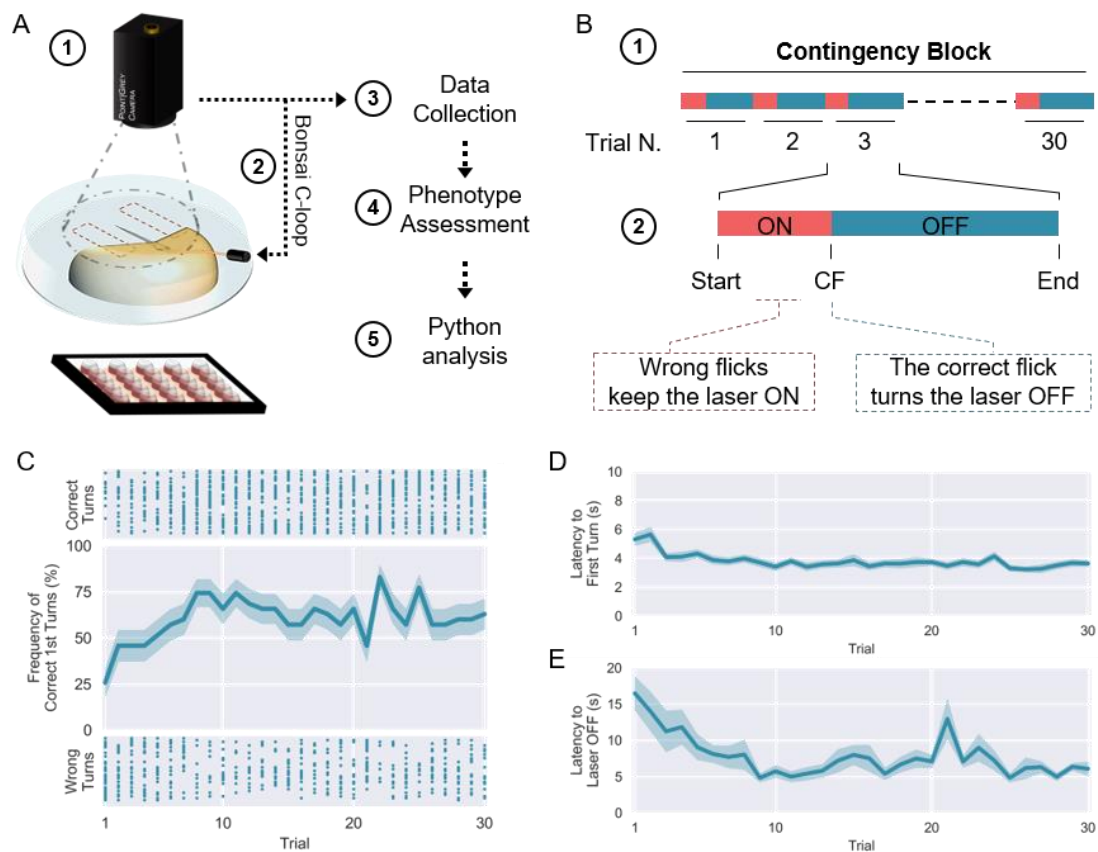 A
1
POINTGREY
CAMERA
2
Bonsai C-loop
3
Data
Collection
4
Phenotype
Assessment
5
Python
analysis
B
1
Contingency Block
Trial N.
1
2
3
30
2
ON
OFF
Start
CF
End
Wrong flicks
keep the laser ON
The correct flick
turns the laser OFF
C
Correct
Turns
Frequency of
Correct 1st Turns (%)
100
75
50
25
0
Wrong
Turns
1
10
20
30
Trial
D
Latency to
First Turn (s)
10
8
6
4
2
0
1
10
20
30
Trial
E
Latency to
Laser OFF (s)
20
15
10
5
0
1
10
20
30
Trial